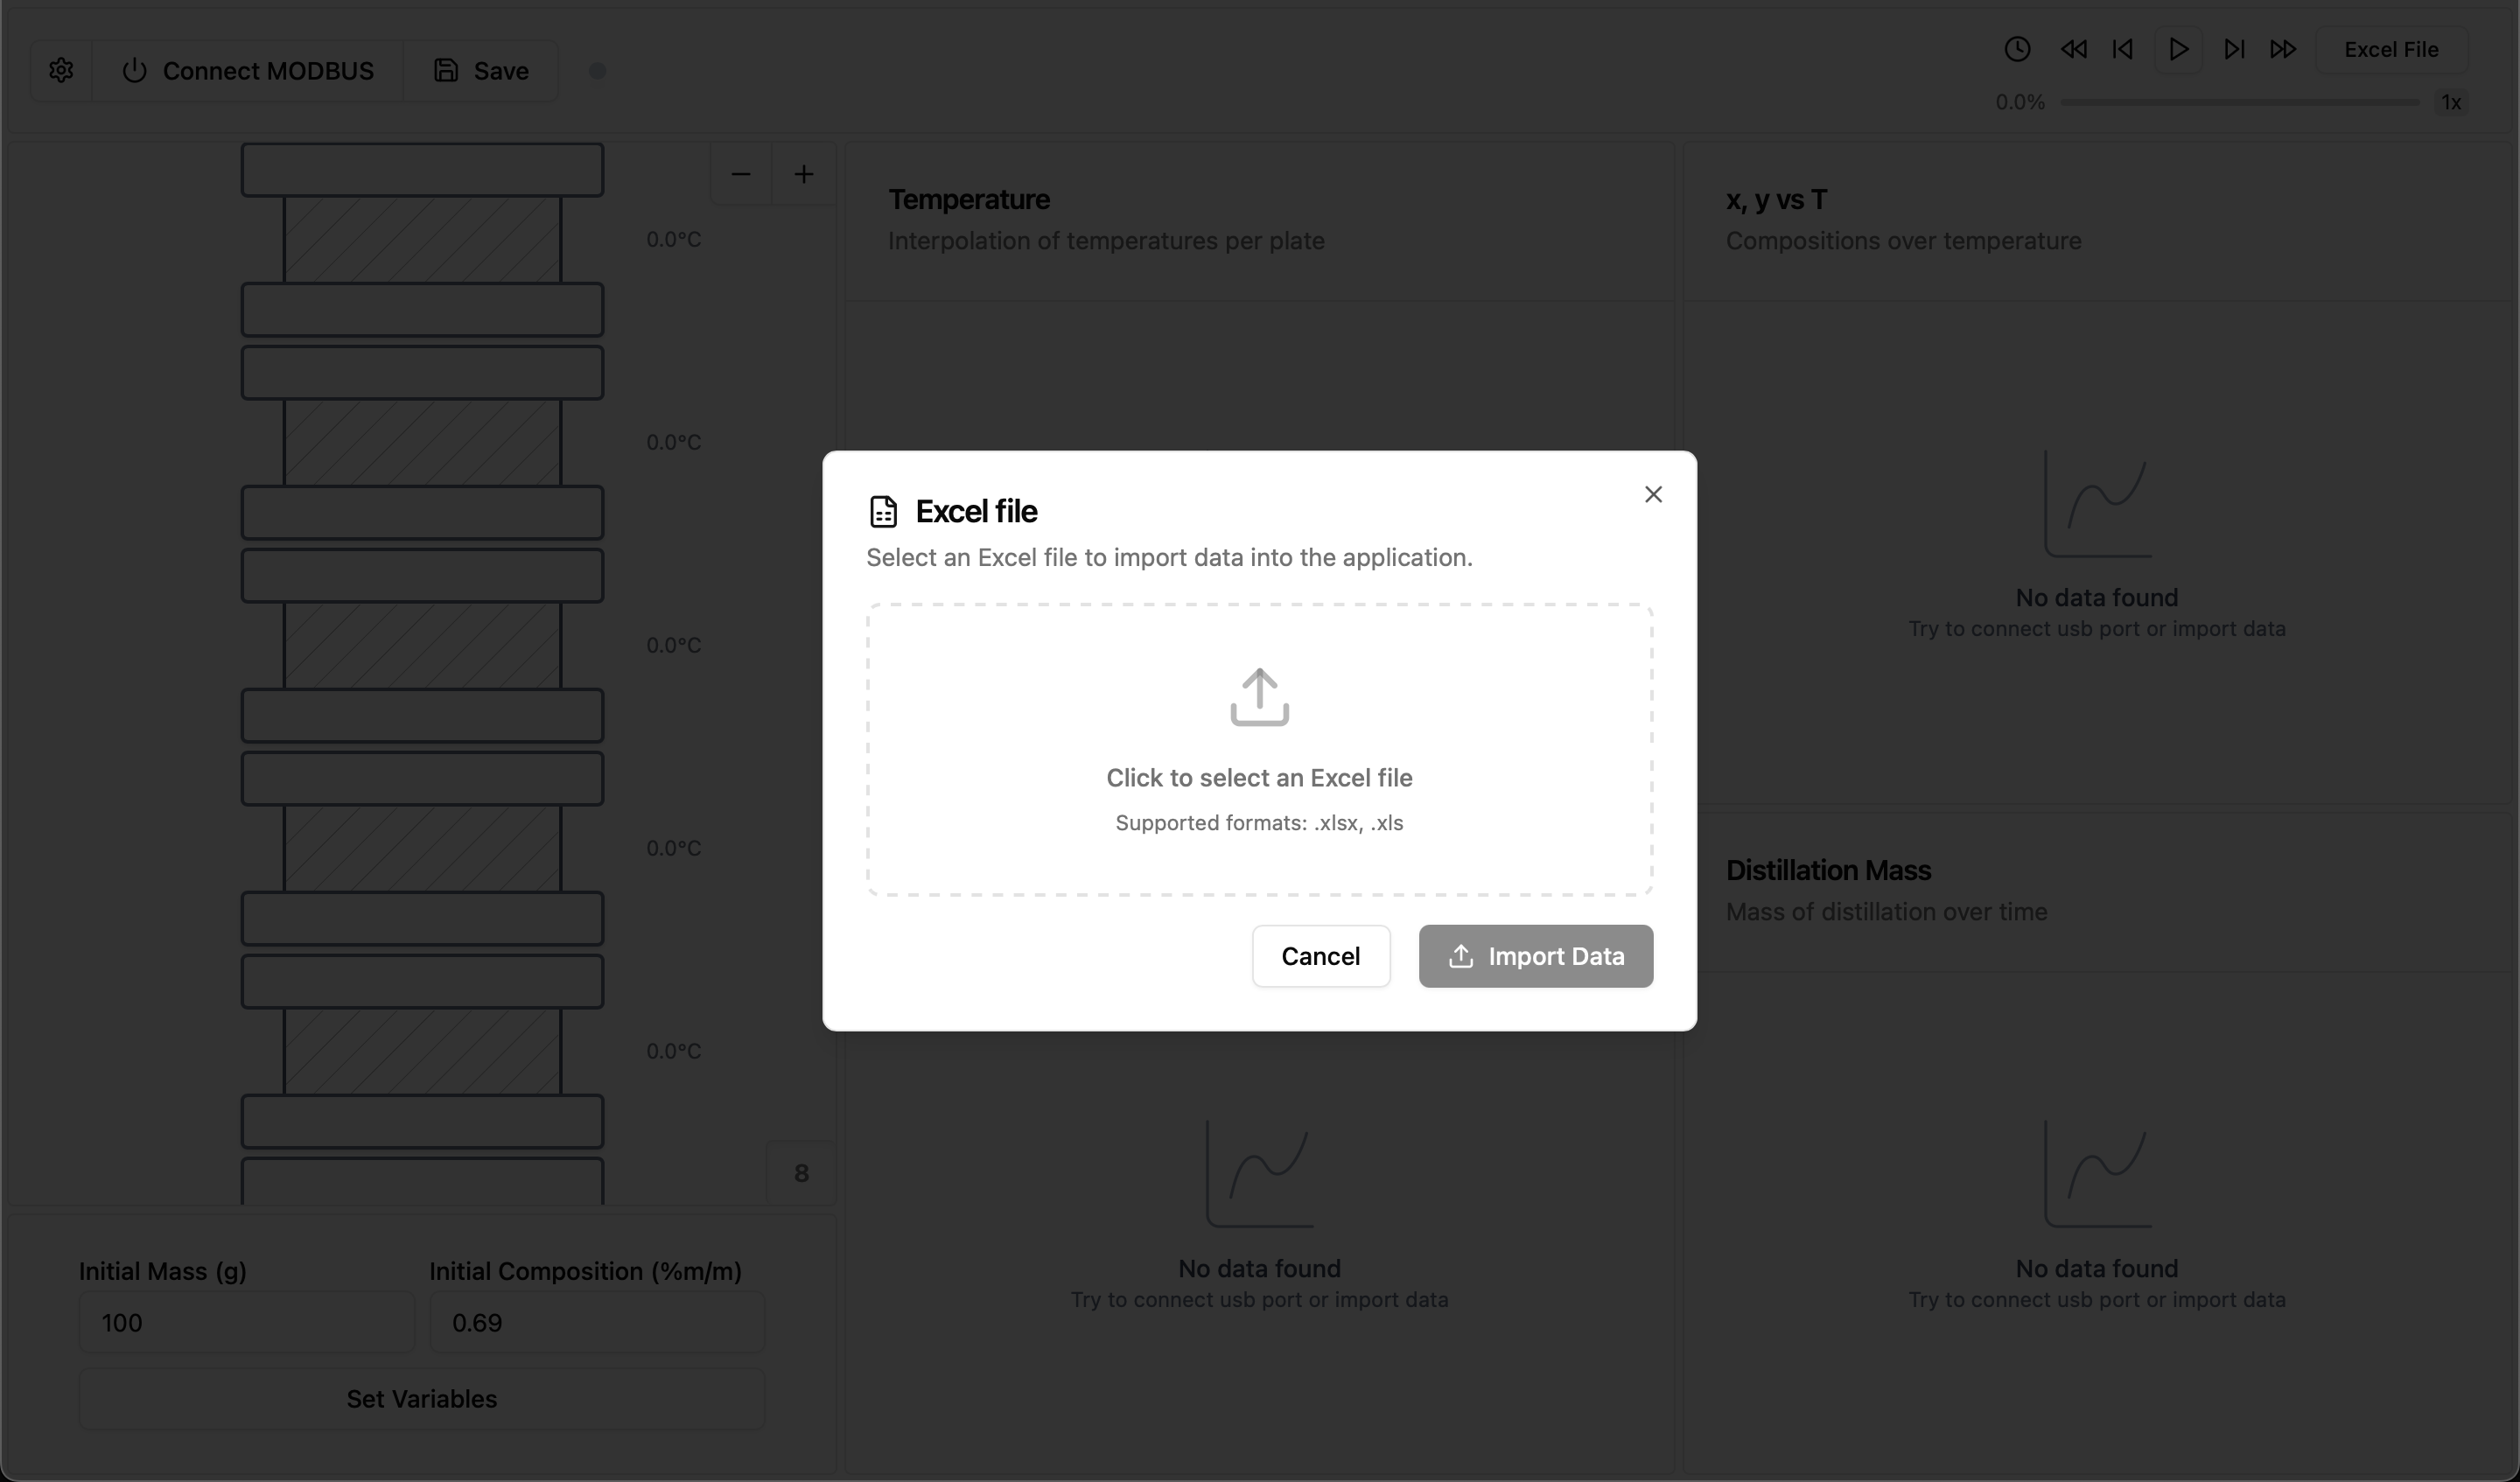 Connect MODBUS
Save
Excel File
0.0%
1x
0.0°C
0.0°C
0.0°C
0.0°C
0.0°C
8
Initial Mass (g)
Initial Composition (%m/m)
100
0.69
Set Variables
Temperature
Interpolation of temperatures per plate
x, y vs T
Compositions over temperature
No data found
Try to connect usb port or import data
Excel file
Select an Excel file to import data into the application.
Click to select an Excel file
Supported formats: .xlsx, .xls
Cancel
Import Data
No data found
Try to connect usb port or import data
Distillation Mass
Mass of distillation over time
No data found
Try to connect usb port or import data